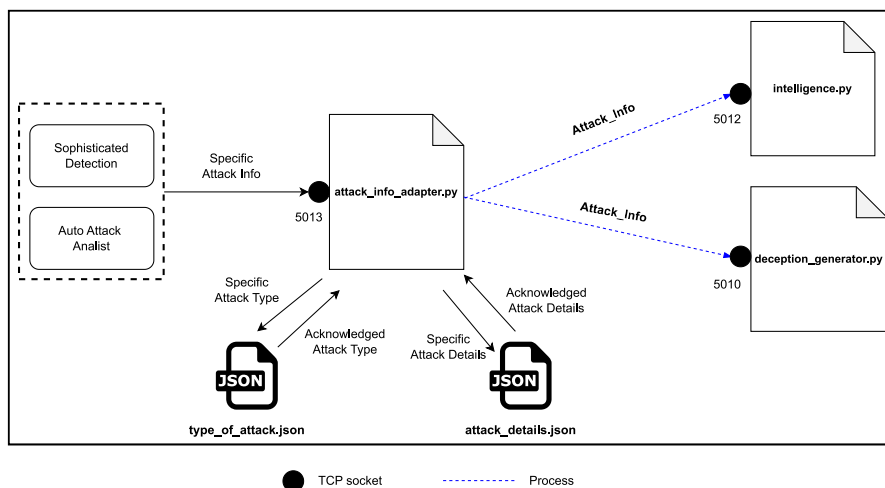 Sophisticated
Detection
Auto Attack
Analist
Specific
Attack Info
5013
attack_info_adapter.py
Attack_Info
Attack_Info
5012
intelligence.py
5010
deception_generator.py
Specific
Attack Type
Acknowledged
Attack Type
Specific
Attack Details
Acknowledged
Attack Details
JSON
type_of_attack.json
JSON
attack_details.json
TCP socket
Process